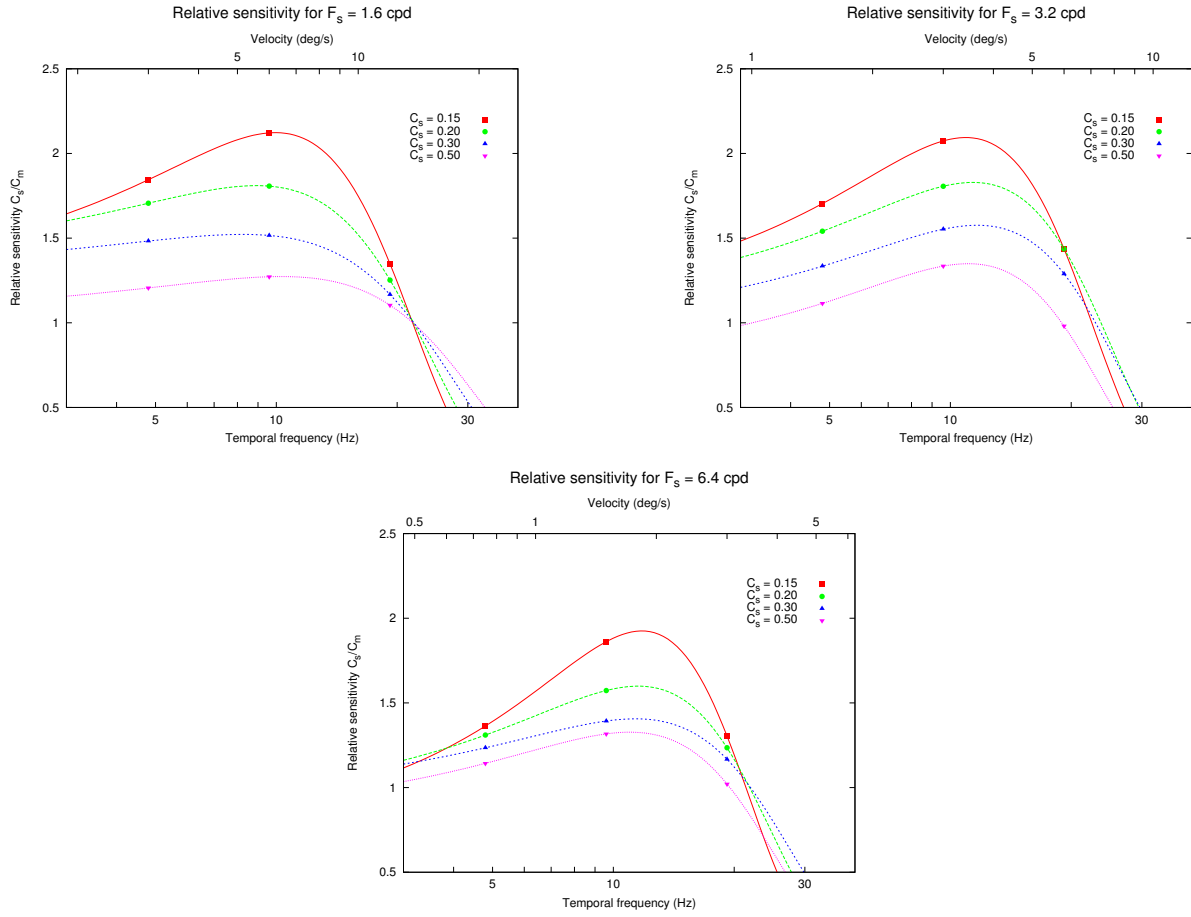 Relative sensitivity for F_s = 1.6 cpd
Velocity (deg/s)
5 10
2.5
2
1.5
1
0.5
Relative sensitivity C_s/C_m
C_s = 0.15
C_s = 0.20
C_s = 0.30
C_s = 0.50
5 10 20 30
Temporal frequency (Hz)
Relative sensitivity for F_s = 3.2 cpd
Velocity (deg/s)
1 5 10
2.5
2
1.5
1
0.5
Relative sensitivity C_s/C_m
C_s = 0.15
C_s = 0.20
C_s = 0.30
C_s = 0.50
5 10 20 30
Temporal frequency (Hz)
Relative sensitivity for F_s = 6.4 cpd
Velocity (deg/s)
0.5 1 2 5
2.5
2
1.5
1
0.5
Relative sensitivity C_s/C_m
C_s = 0.15
C_s = 0.20
C_s = 0.30
C_s = 0.50
5 10 20 30
Temporal frequency (Hz)